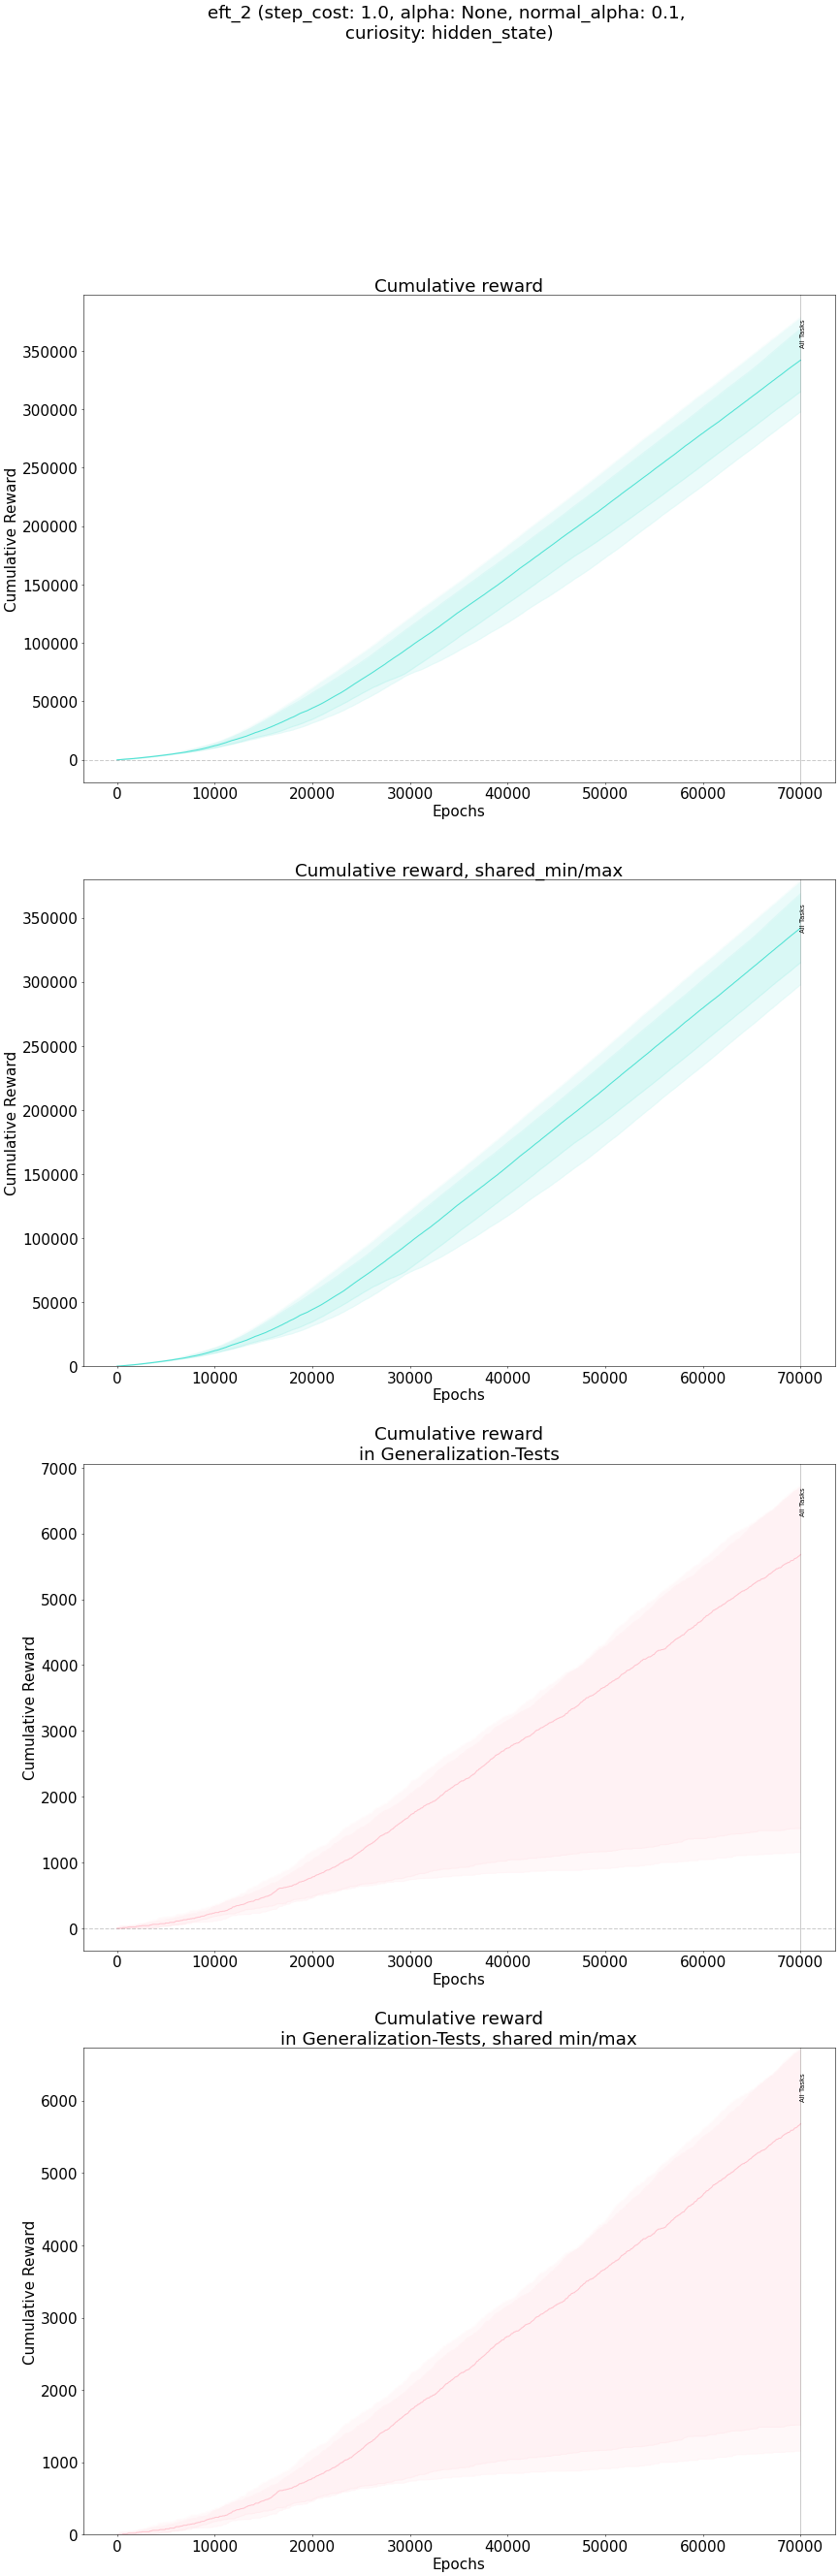 eft_2 (step_cost: 1.0, alpha: None, normal_alpha: 0.1,
curiosity: hidden_state)
Cumulative reward
All Tasks
350000
300000
250000
200000
150000
100000
50000
0
Cumulative Reward
0 10000 20000 30000 40000 50000 60000 70000
Epochs
Cumulative reward, shared_min/max
All Tasks
350000
300000
250000
200000
150000
100000
50000
0
Cumulative Reward
0 10000 20000 30000 40000 50000 60000 70000
Epochs
Cumulative reward
in Generalization-Tests
All Tasks
7000
6000
5000
4000
3000
2000
1000
0
Cumulative Reward
0 10000 20000 30000 40000 50000 60000 70000
Epochs
Cumulative reward
in Generalization-Tests, shared min/max
All Tasks
6000
5000
4000
3000
2000
1000
0
Cumulative Reward
0 10000 20000 30000 40000 50000 60000 70000
Epochs